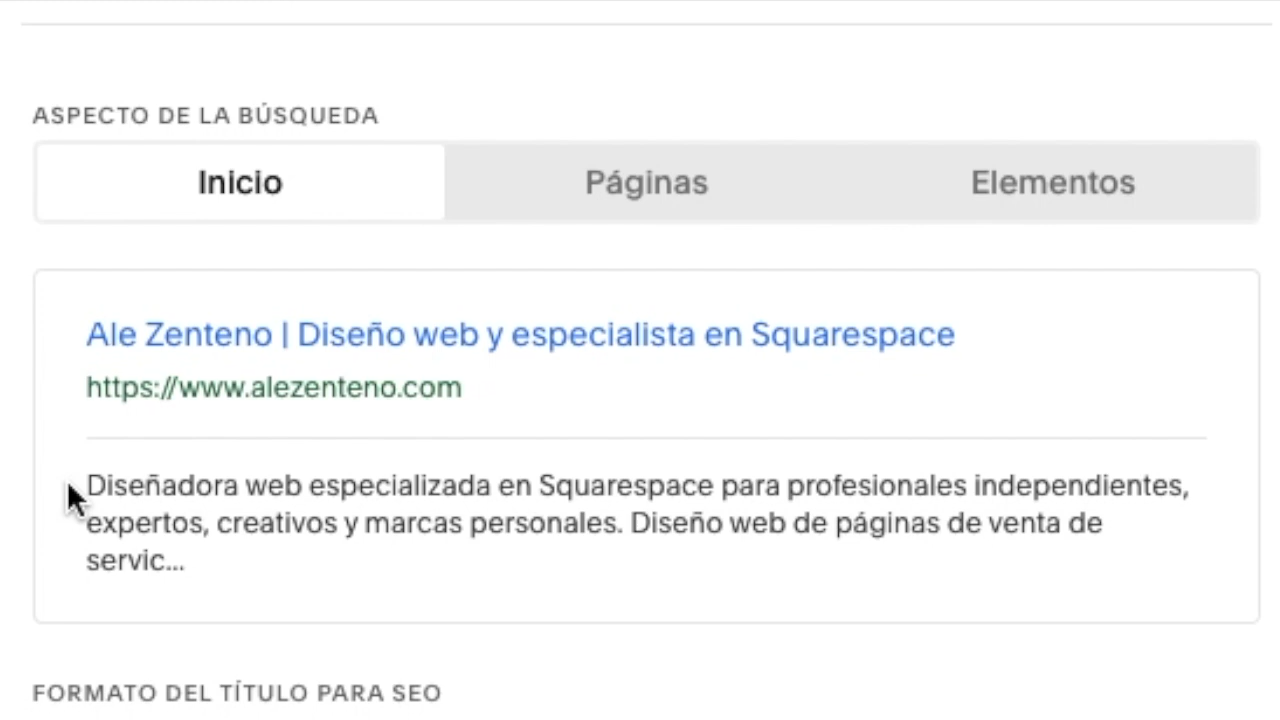 ASPECTO DE LA BÚSQUEDA
Inicio Páginas Elementos
Ale Zenteno | Diseño web y especialista en Squarespace
https://www.alezenteno.com
Diseñadora web especializada en Squarespace para profesionales independientes,
expertos, creativos y marcas personales. Diseño web de páginas de venta de
servic...
FORMATO DEL TÍTULO PARA SEO